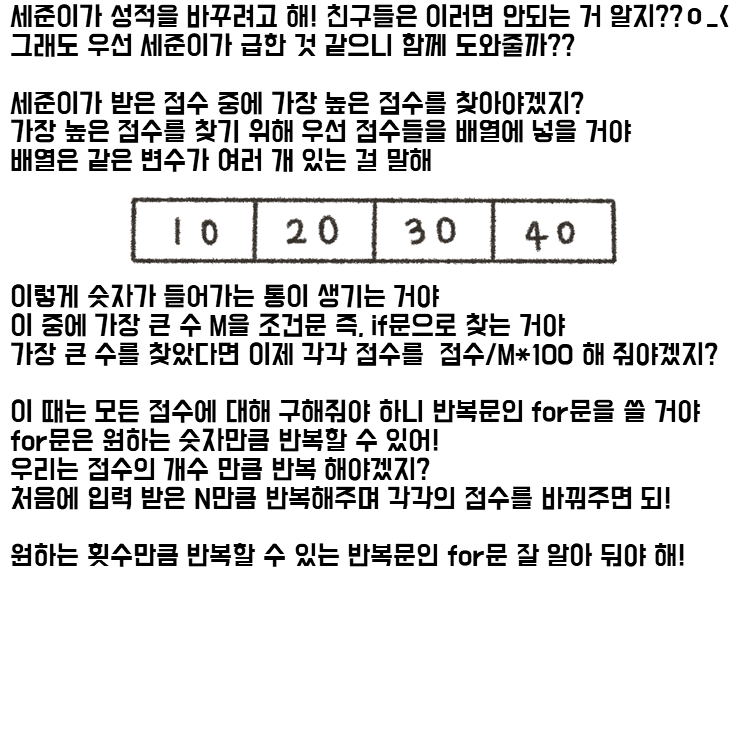 세준이가 성적을 바꾸려고 해! 친구들은 이러면 안되는 거 알지??ㅇ_<
그래도 우선 세준이가 급한 것 같으니 함께 도와줄까??
세준이가 받은 점수 중에 가장 높은 점수를 찾아야겠지?
가장 높은 점수를 찾기 위해 우선 점수들을 배열에 넣을 거야
배열은 같은 변수가 여러 개 있는 걸 말해
10 20 30 40
이렇게 숫자가 들어가는 통이 생기는 거야
이 중에 가장 큰 수 M을 조건문 즉, if문으로 찾는 거야
가장 큰 수를 찾았다면 이제 각각 점수를 점수/M*100 해 줘야겠지?
이 때는 모든 점수에 대해 구해줘야 하니 반복문인 for문을 쓸 거야
for문은 원하는 숫자만큼 반복할 수 있어!
우리는 점수의 개수 만큼 반복 해야겠지?
처음에 입력 받은 N만큼 반복해주며 각각의 점수를 바꿔주면 되!
원하는 횟수만큼 반복할 수 있는 반복문인 for문 잘 알아 둬야 해!